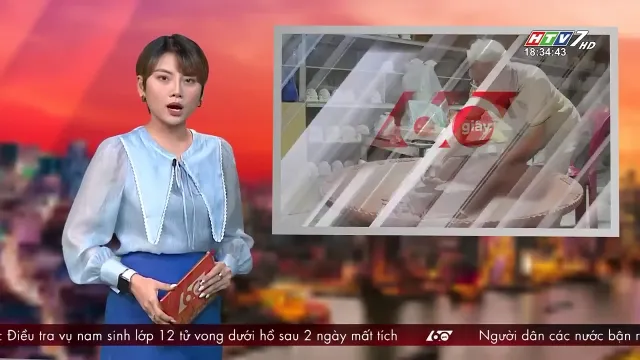 HTV7 HD
18:34:43
60 giây
: Điều tra vụ nam sinh lớp 12 tử vong dưới hồ sau 2 ngày mất tích
60
Người dân các nước bận